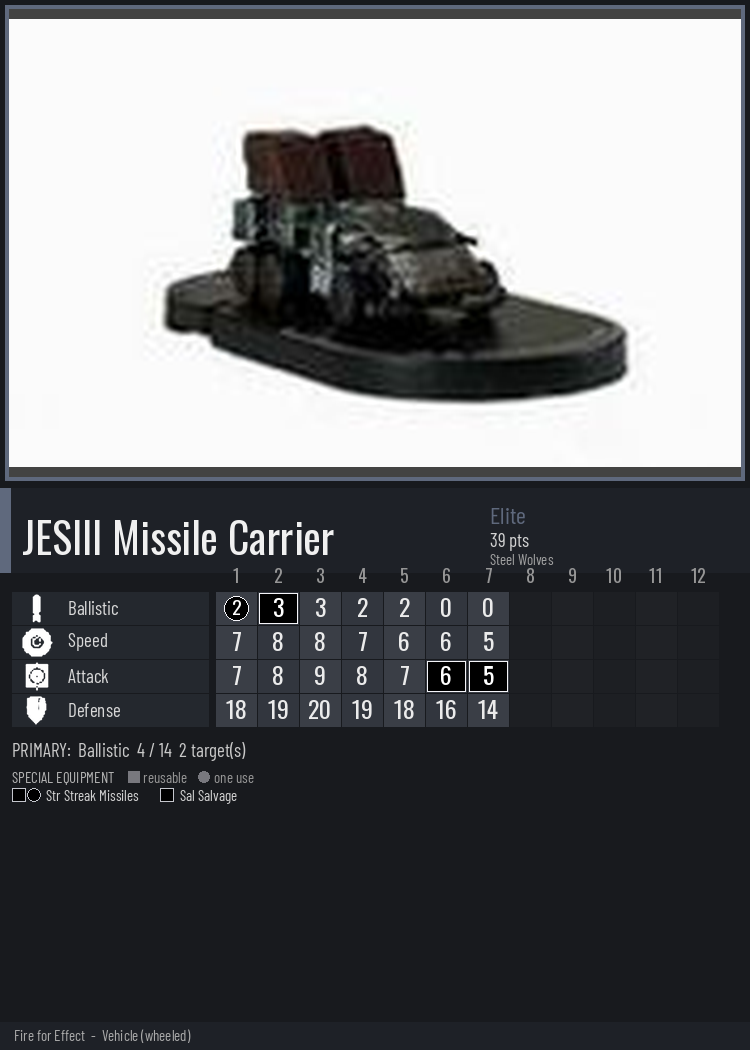 JESIII Missile Carrier
Elite
39 pts
Steel Wolves
1 2 3 4 5 6 7 8 9 10 11 12
Ballistic 2 3 3 2 2 0 0
Speed 7 8 8 7 6 6 5
Attack 7 8 9 8 7 6 5
Defense 18 19 20 19 18 16 14
PRIMARY: Ballistic 4 / 14 2 target(s)
SPECIAL EQUIPMENT reusable one use
Str Streak Missiles Sal Salvage
Fire for Effect - Vehicle (wheeled)